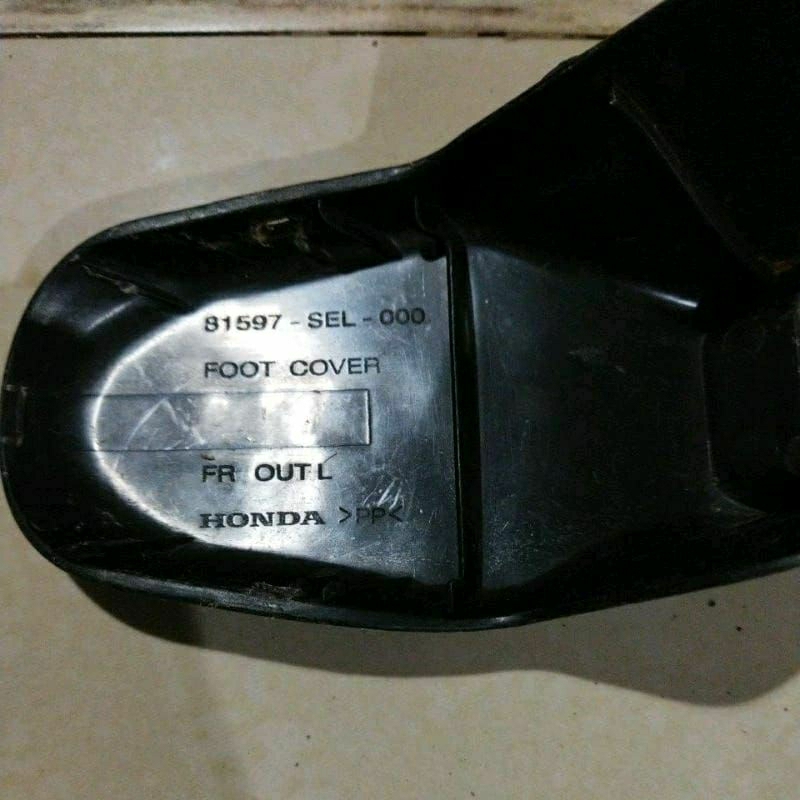 81597-SEL-000
FOOT COVER
FR OUT L
HONDA >PP<